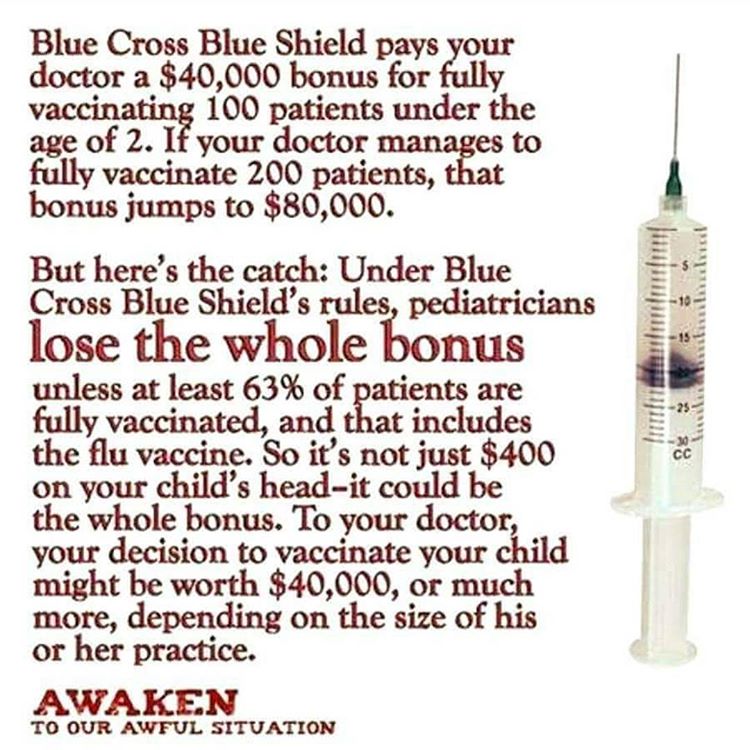 Blue Cross Blue Shield pays your
doctor a $40,000 bonus for fully
vaccinating 100 patients under the
age of 2. If your doctor manages to
fully vaccinate 200 patients, that
bonus jumps to $80,000.
But here's the catch: Under Blue
Cross Blue Shield's rules, pediatricians
lose the whole bonus
unless at least 63% of patients are
fully vaccinated, and that includes
the flu vaccine. So it's not just $400
on your child's head-it could be
the whole bonus. To your doctor,
your decision to vaccinate your child
might be worth $40,000, or much
more, depending on the size of his
or her practice.
AWAKEN
TO OUR AWFUL SITUATION
5
10
15
20
25
30
CC